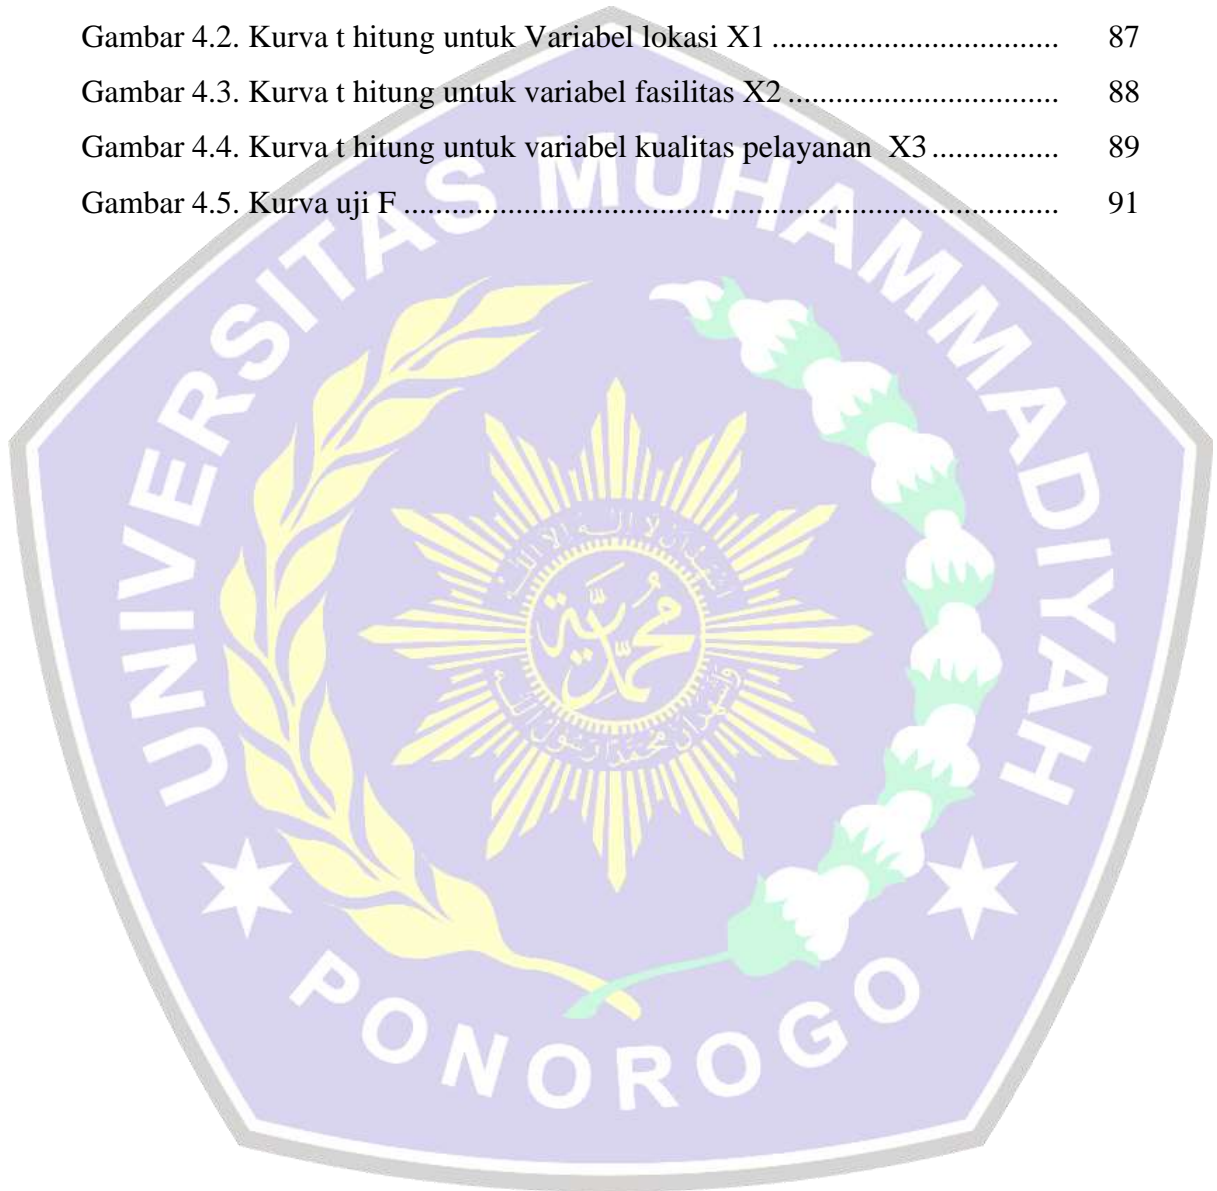 Gambar 4.2. Kurva t hitung untuk Variabel lokasi X1 ........................................... 87
Gambar 4.3. Kurva t hitung untuk variabel fasilitas X2 ......................................... 88
Gambar 4.4. Kurva t hitung untuk variabel kualitas pelayanan X3 ................... 89
Gambar 4.5. Kurva uji F .................................................................................. 91
UNIVERSITAS MUHAMMADIYAH
محمدية
PONOROGO